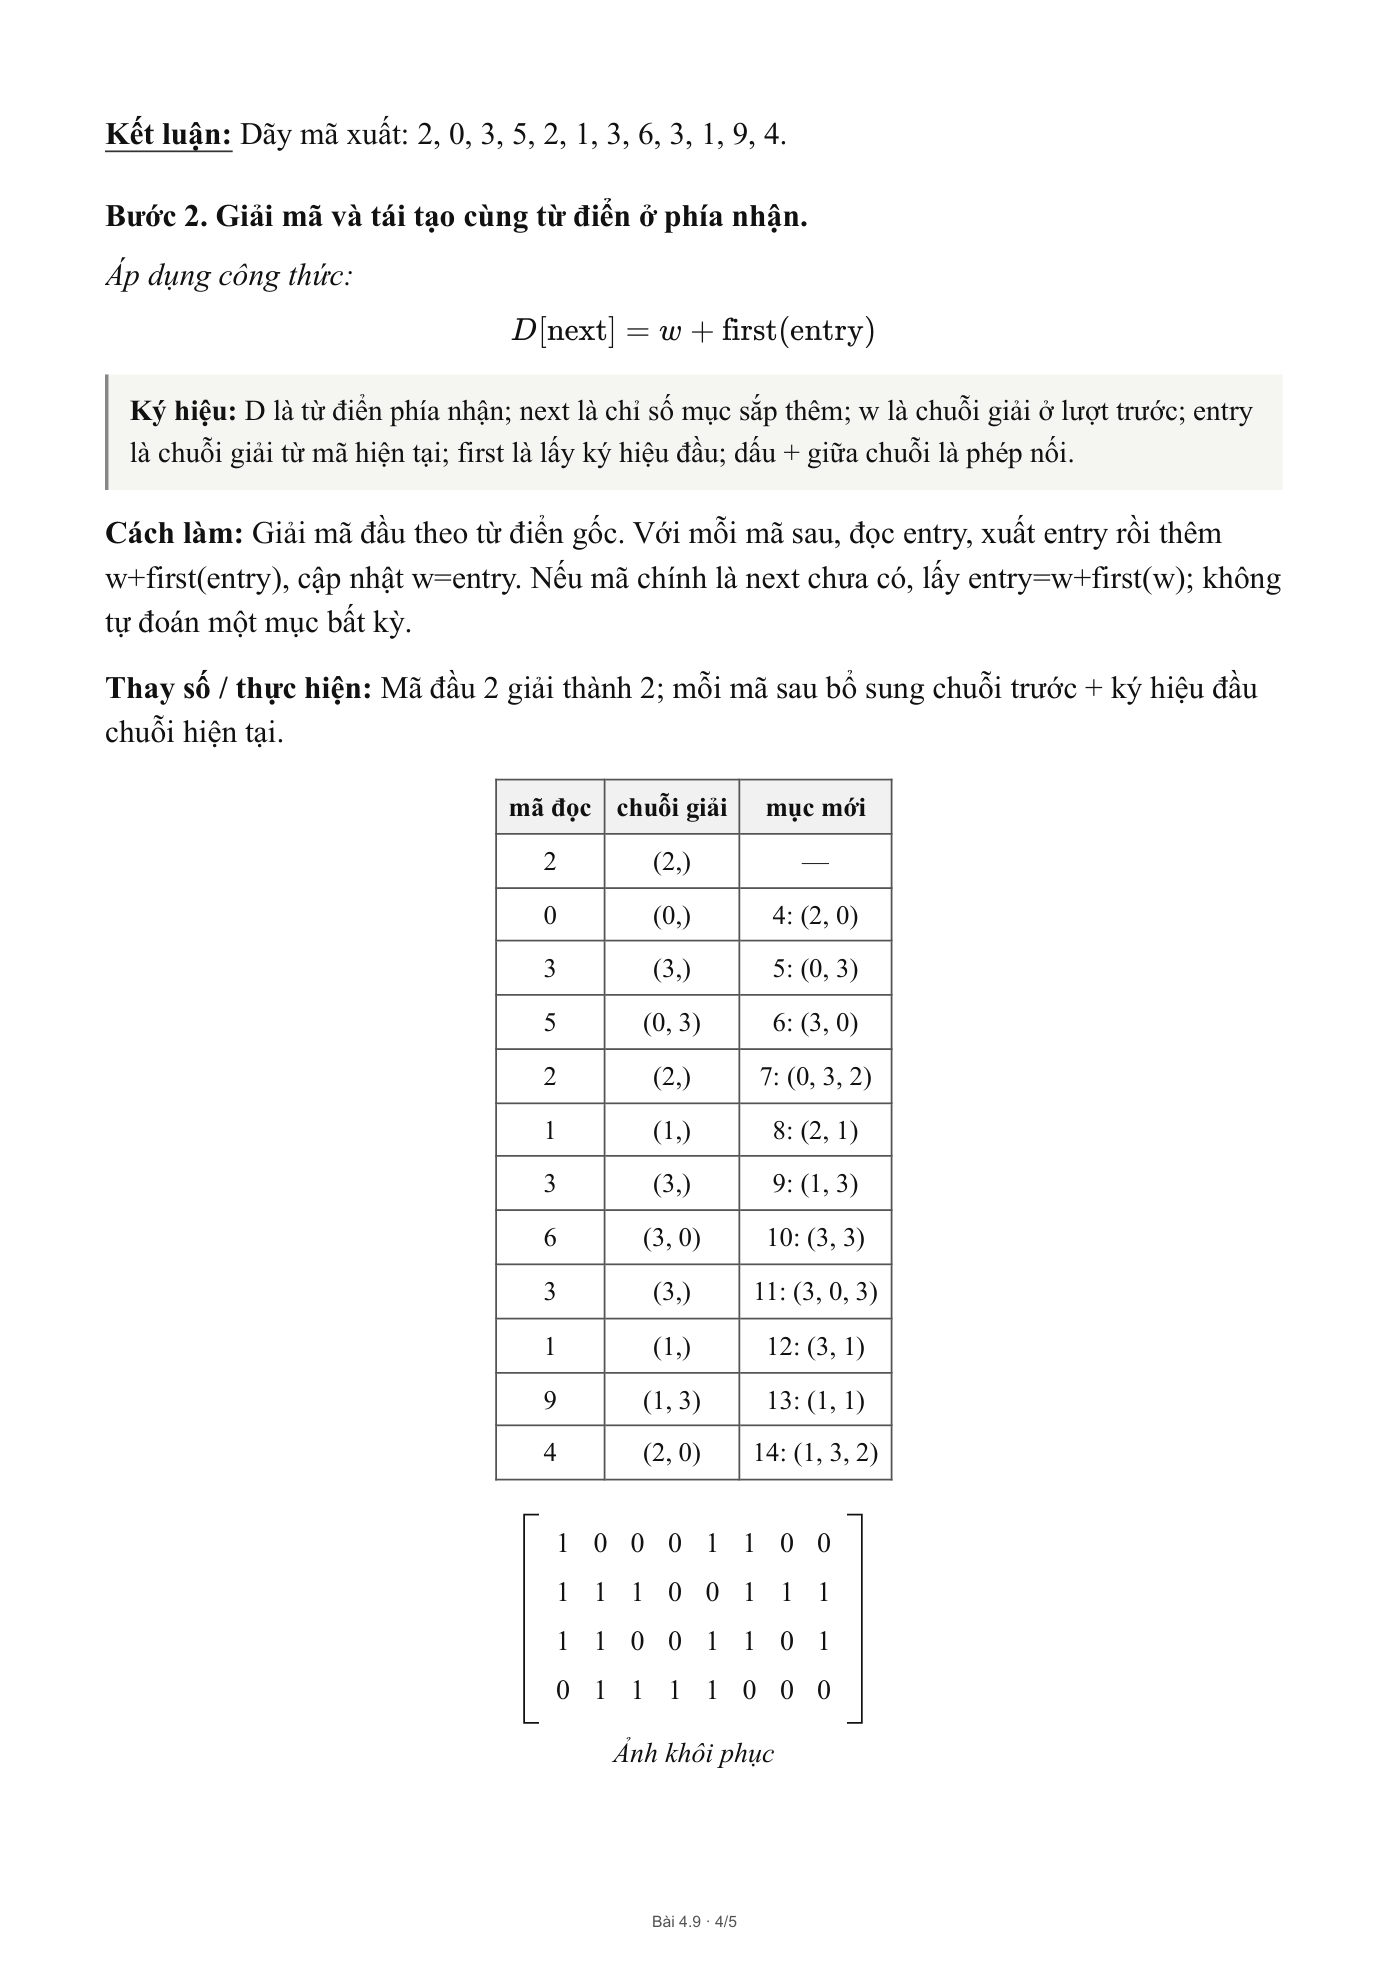 Kết luận: Dãy mã xuất: 2, 0, 3, 5, 2, 1, 3, 6, 3, 1, 9, 4.
Bước 2. Giải mã và tái tạo cùng từ điển ở phía nhận.
Áp dụng công thức:
D[next] = w + first(entry)
Ký hiệu: D là từ điển phía nhận; next là chỉ số mục sắp thêm; w là chuỗi giải ở lượt trước; entry
là chuỗi giải từ mã hiện tại; first là lấy ký hiệu đầu; dấu + giữa chuỗi là phép nối.
Cách làm: Giải mã đầu theo từ điển gốc. Với mỗi mã sau, đọc entry, xuất entry rồi thêm
w+first(entry), cập nhật w=entry. Nếu mã chính là next chưa có, lấy entry=w+first(w); không
tự đoán một mục bất kỳ.
Thay số / thực hiện: Mã đầu 2 giải thành 2; mỗi mã sau bổ sung chuỗi trước + ký hiệu đầu
chuỗi hiện tại.
mã đọc chuỗi giải mục mới
2 (2,) —
0 (0,) 4: (2, 0)
3 (3,) 5: (0, 3)
5 (0, 3) 6: (3, 0)
2 (2,) 7: (0, 3, 2)
1 (1,) 8: (2, 1)
3 (3,) 9: (1, 3)
6 (3, 0) 10: (3, 3)
3 (3,) 11: (3, 0, 3)
1 (1,) 12: (3, 1)
9 (1, 3) 13: (1, 1)
4 (2, 0) 14: (1, 3, 2)
1 0 0 0 1 1 0 0
1 1 1 0 0 1 1 1
1 1 0 0 1 1 0 1
0 1 1 1 1 0 0 0
Ảnh khôi phục
Bài 4.9 · 4/5